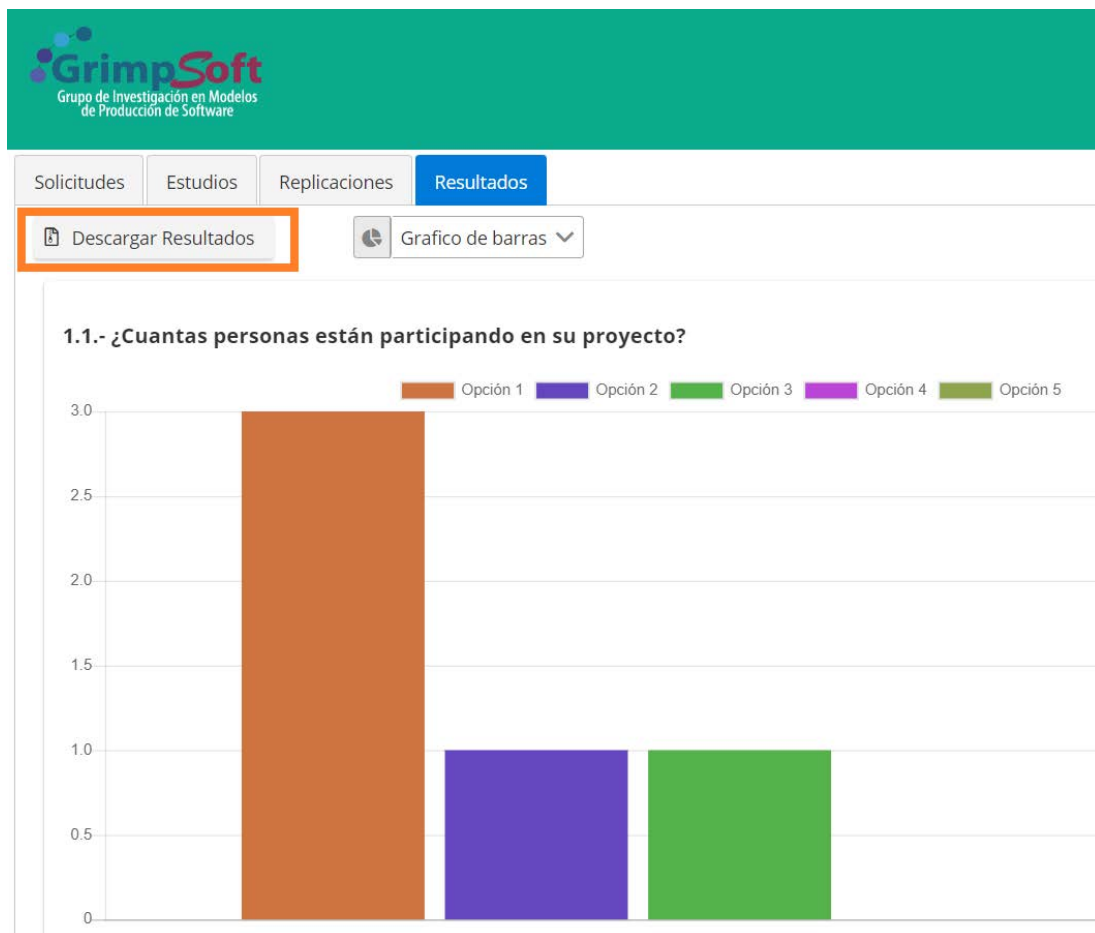 GrimpSoft
Grupo de Investigación en Modelos
de Producción de Software
Solicitudes Estudios Replicaciones Resultados
Descargar Resultados Grafico de barras
1.1.- ¿Cuantas personas están participando en su proyecto?
Opción 1 Opción 2 Opción 3 Opción 4 Opción 5
3.0
2.5
2.0
1.5
1.0
0.5
0